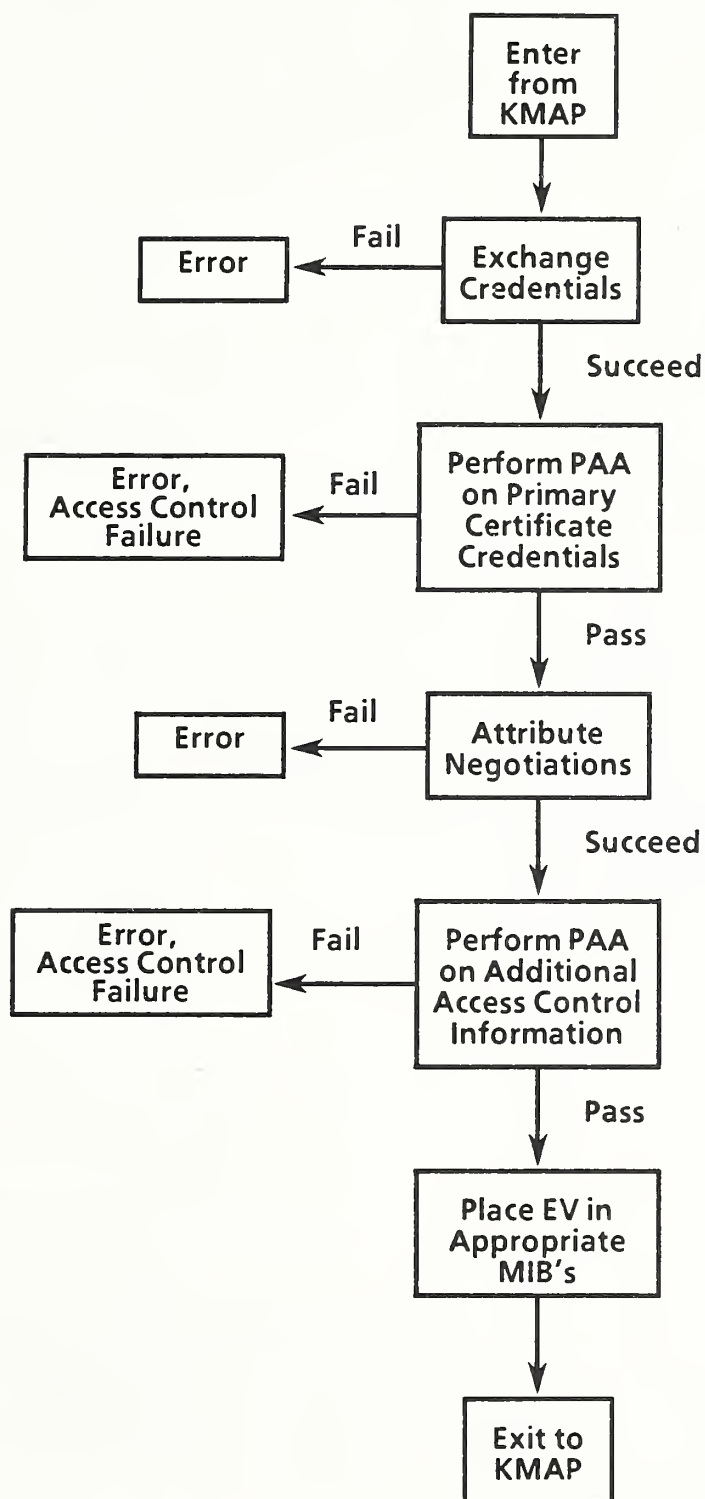 Enter
from
KMAP
Fail
Error
Exchange
Credentials
Succeed
Error,
Access Control
Failure
Fail
Perform PAA
on Primary
Certificate
Credentials
Pass
Error
Fail
Attribute
Negotiations
Succeed
Error,
Access Control
Failure
Fail
Perform PAA
on Additional
Access Control
Information
Pass
Place EV in
Appropriate
MIB's
Exit to
KMAP